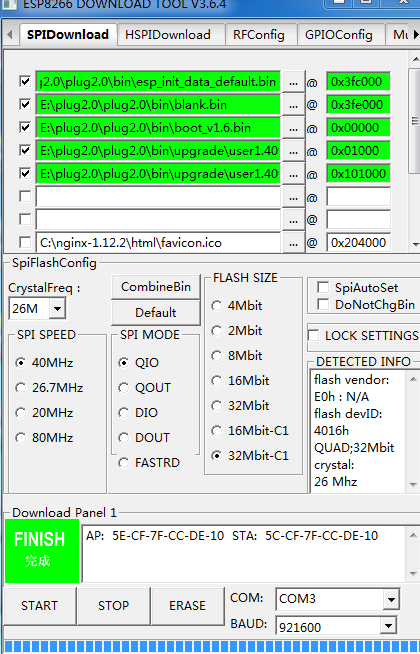 ESP8266 DOWNLOAD TOOL V3.6.4
SPIDownload HSPIDownload RFConfig GPIOConfig Mu
g2.0\plug2.0\bin\esp_init_data_default.bin ... @ 0x3fc000
E:\plug2.0\plug2.0\bin\blank.bin ... @ 0x3fe000
E:\plug2.0\plug2.0\bin\boot_v1.6.bin ... @ 0x00000
E:\plug2.0\plug2.0\bin\upgrade\user1.40 ... @ 0x01000
E:\plug2.0\plug2.0\bin\upgrade\user1.40 ... @ 0x101000
... @
... @
C:\nginx-1.12.2\html\favicon.ico ... @ 0x204000
SpiFlashConfig
CrystalFreq :
26M
CombineBin
Default
SPI SPEED
40MHz
26.7MHz
20MHz
80MHz
SPI MODE
QIO
QOUT
DIO
DOUT
FASTRD
FLASH SIZE
4Mbit
2Mbit
8Mbit
16Mbit
32Mbit
16Mbit-C1
32Mbit-C1
SpiAutoSet
DoNotChgBin
LOCK SETTINGS
DETECTED INFO
flash vendor:
E0h : N/A
flash devID:
4016h
QUAD;32Mbit
crystal:
26 Mhz
Download Panel 1
FINISH
完成
AP: 5E-CF-7F-CC-DE-10 STA: 5C-CF-7F-CC-DE-10
START STOP ERASE
COM: COM3
BAUD: 921600